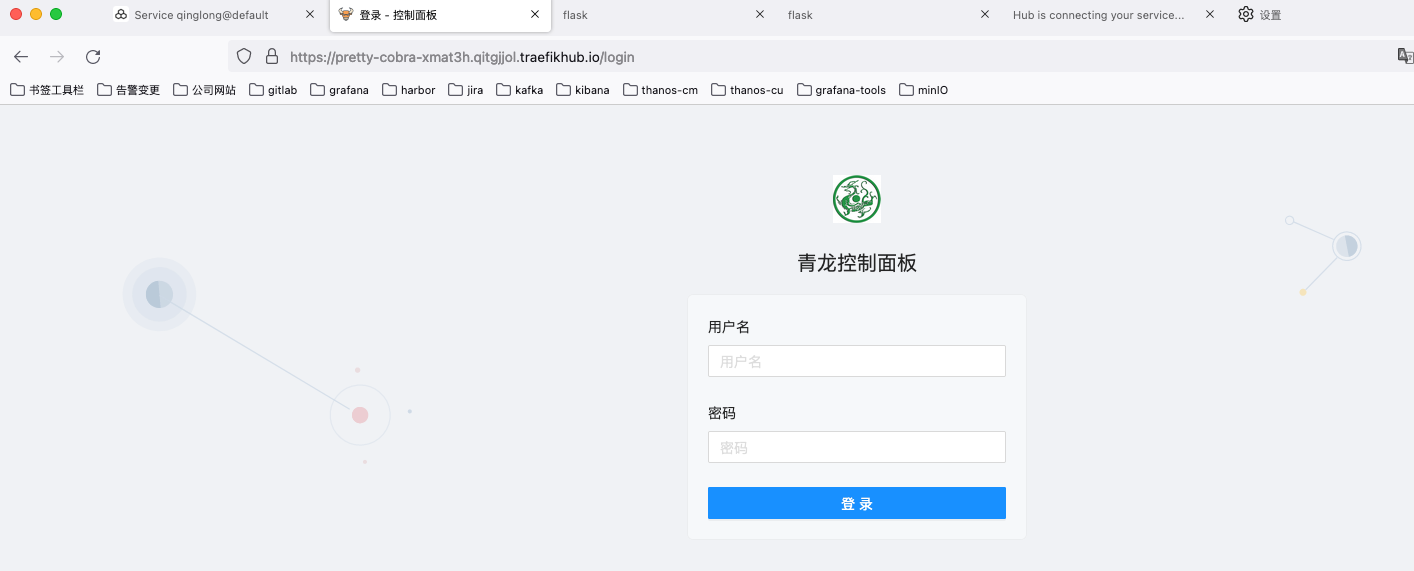 Service qinglong@default 登录 - 控制面板 flask flask Hub is connecting your service... 设置
https://pretty-cobra-xmat3h.qitgjjol.traefikhub.io/login
书签工具栏 告警变更 公司网站 gitlab grafana harbor jira kafka kibana thanos-cm thanos-cu grafana-tools minIO
青龙控制面板
用户名
用户名
密码
密码
登 录